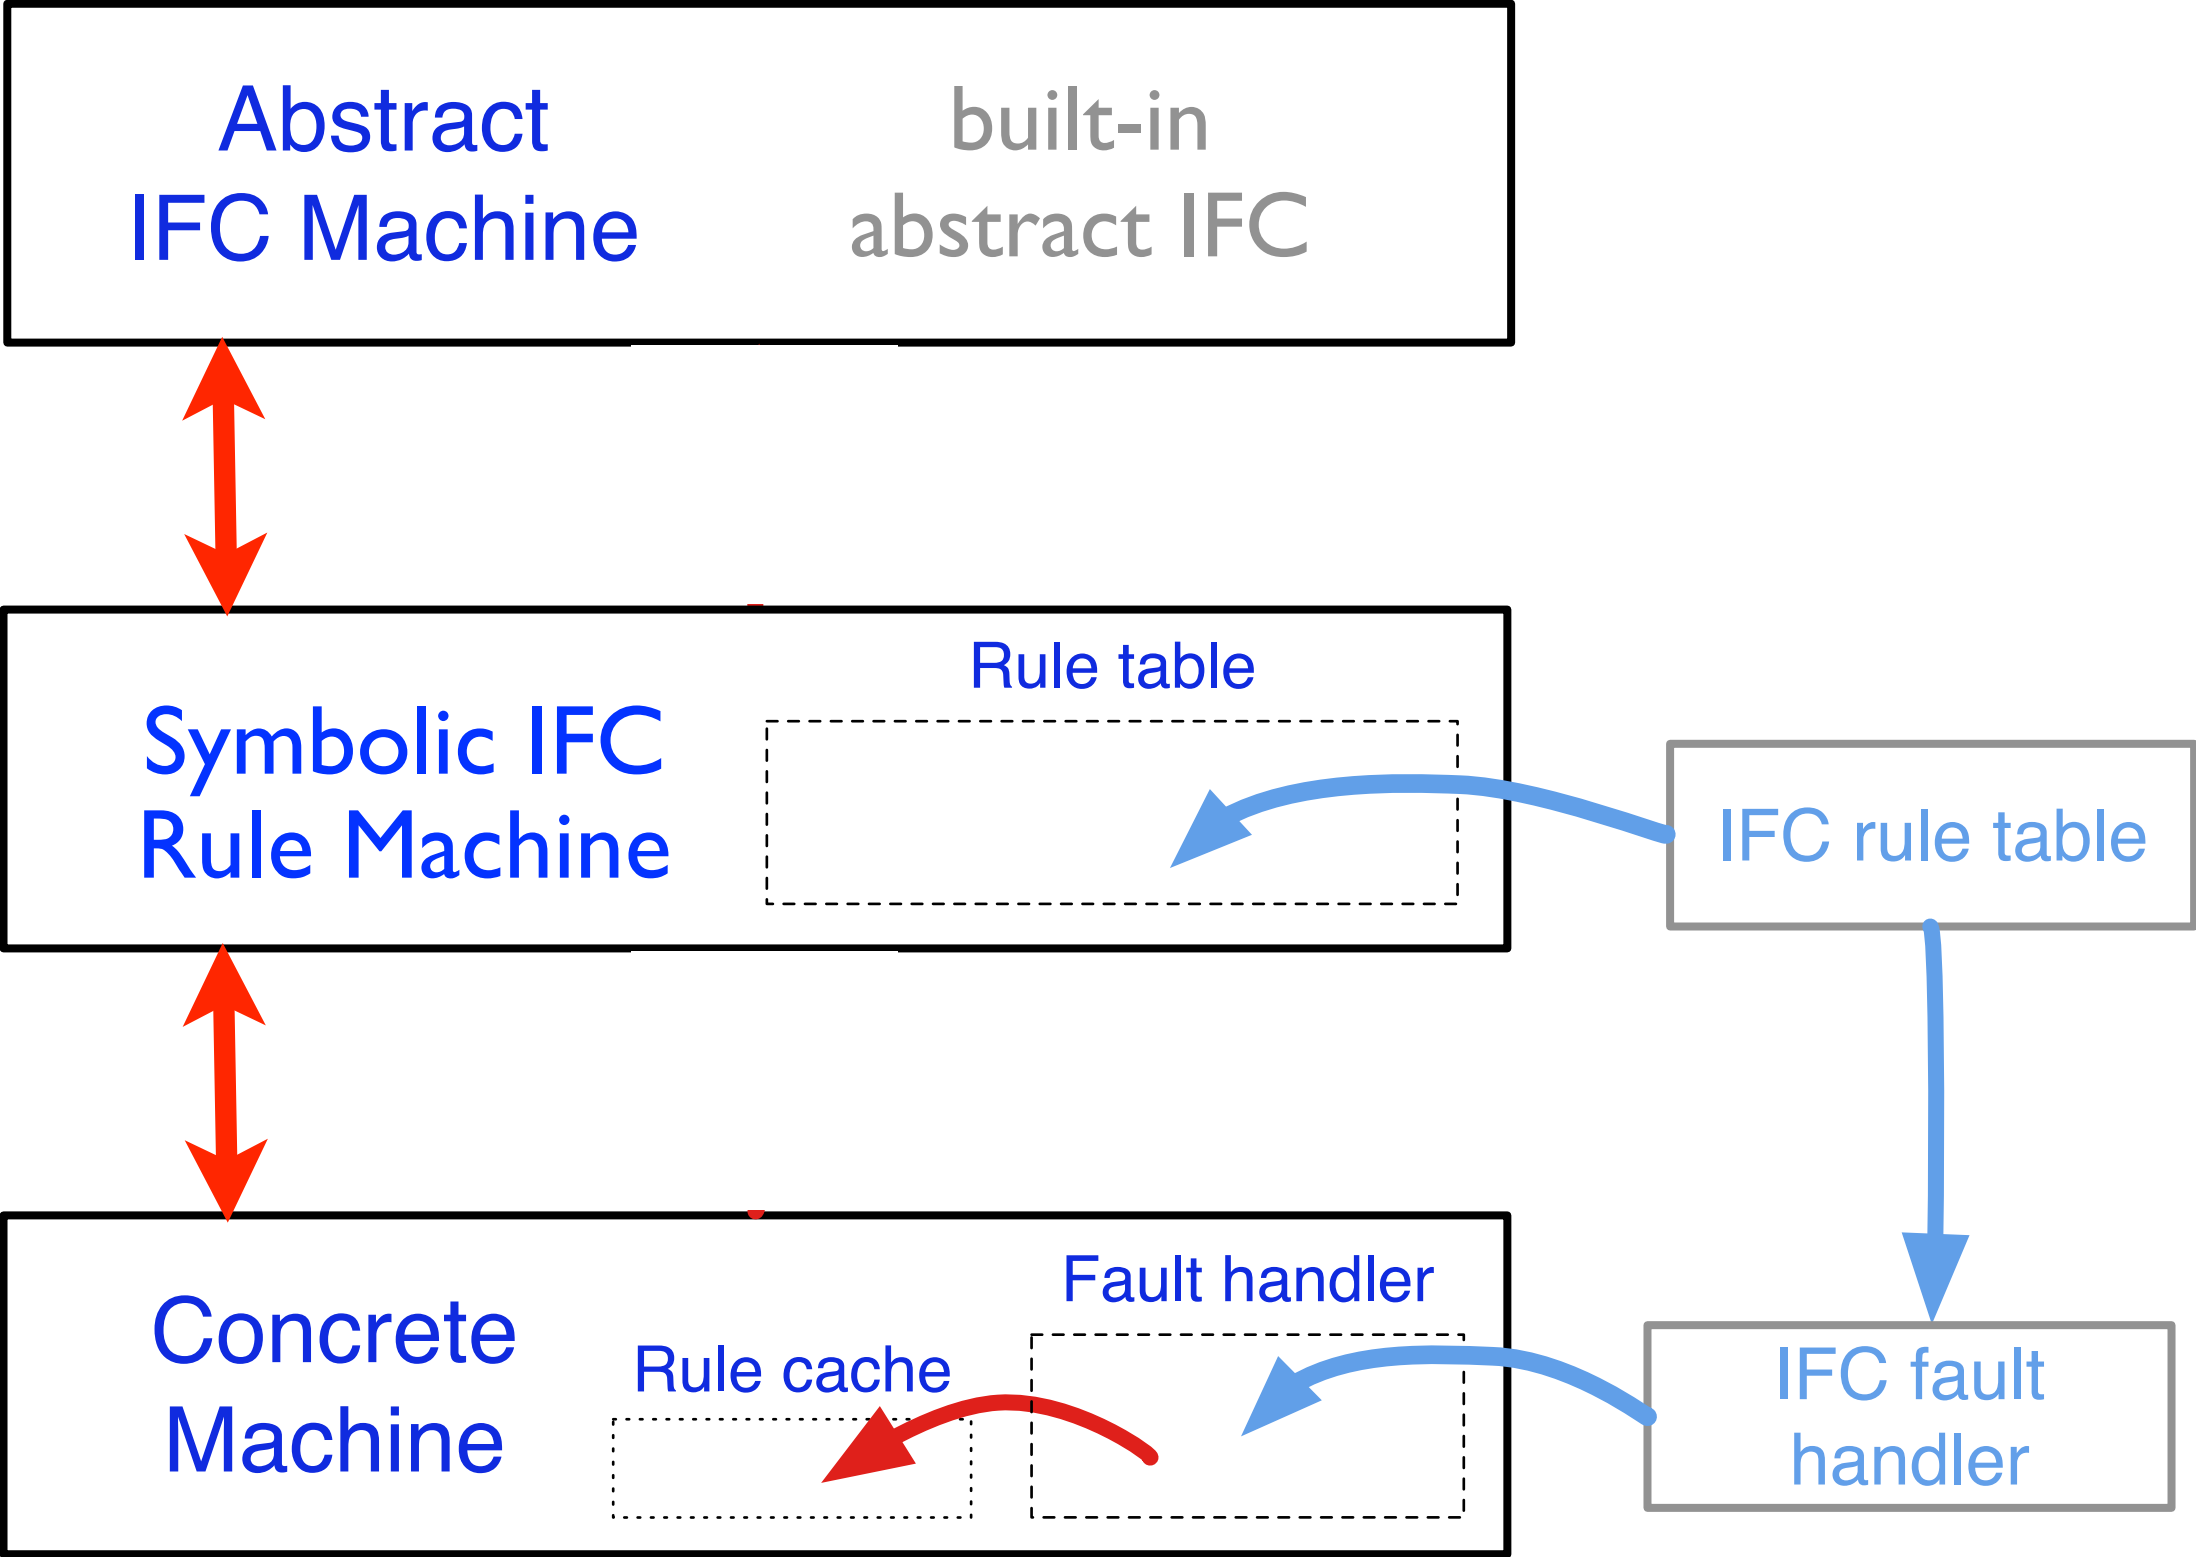 Abstract
IFC Machine
built-in
abstract IFC
Rule table
Symbolic IFC
Rule Machine
IFC rule table
Fault handler
Concrete
Machine
Rule cache
IFC fault
handler